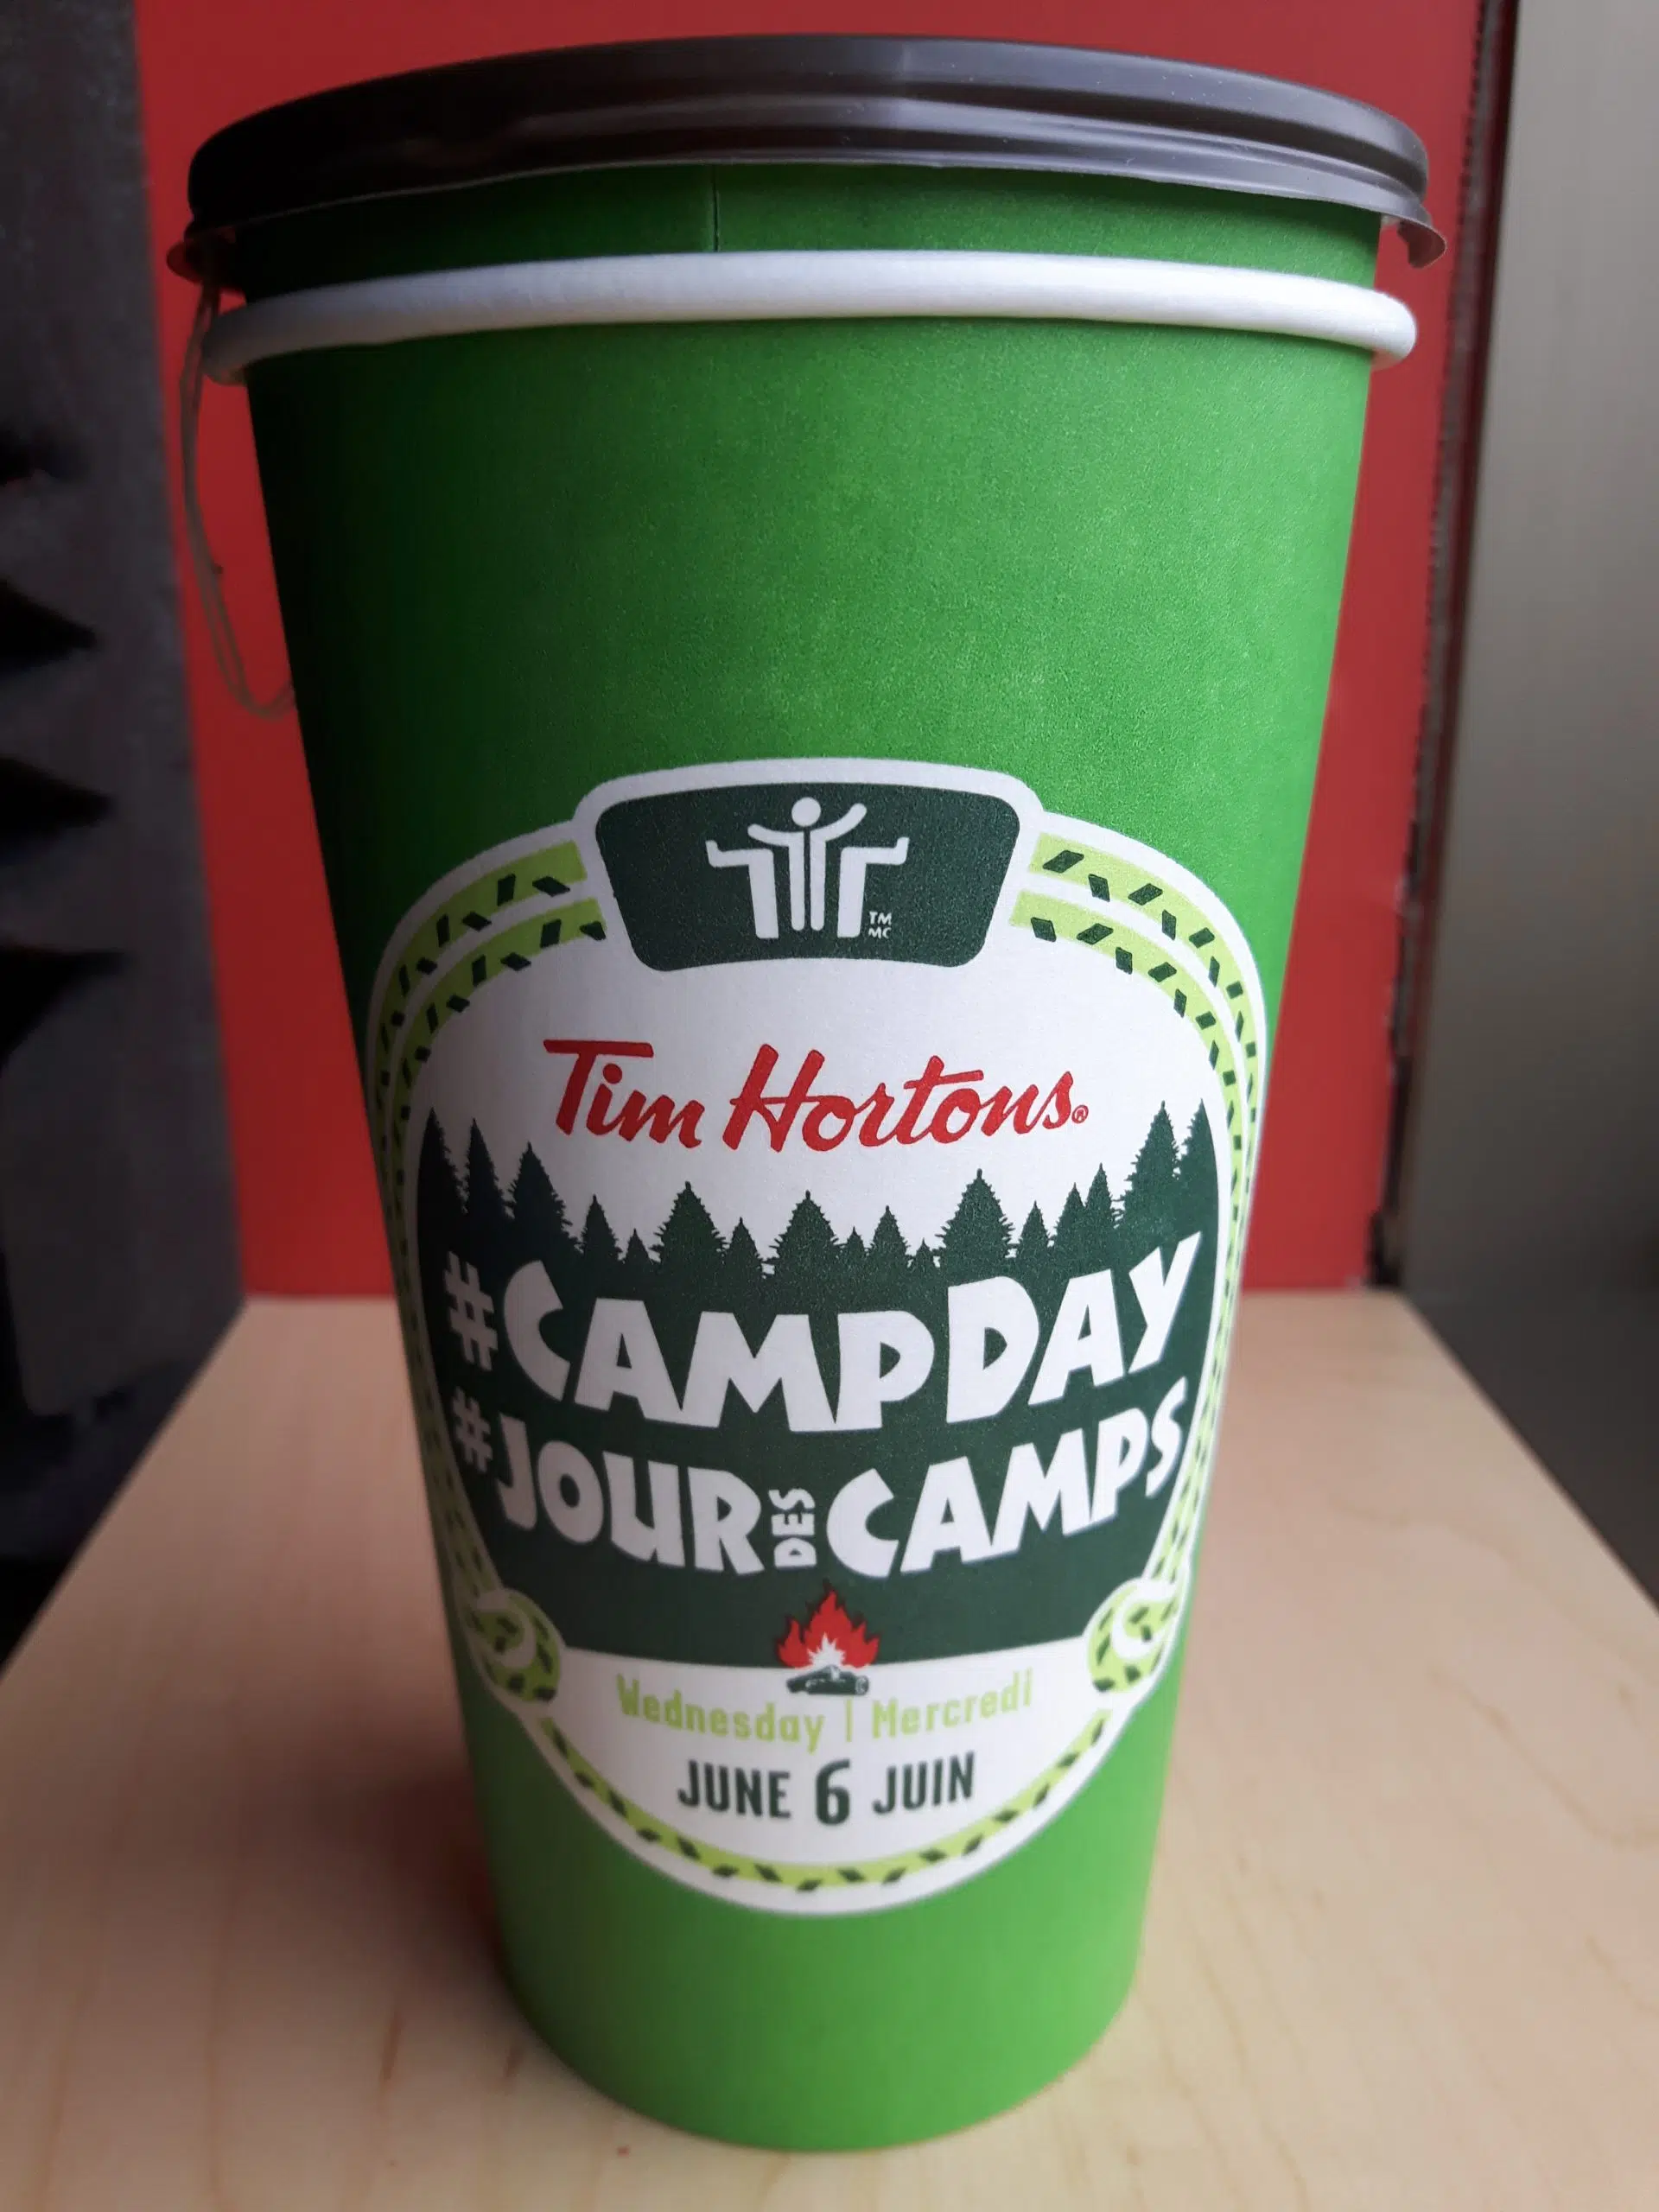 TM
MC
Tim Hortons®
#CAMPDAY
#JOUR DES CAMPS
Wednesday | Mercredi
JUNE 6 JUIN